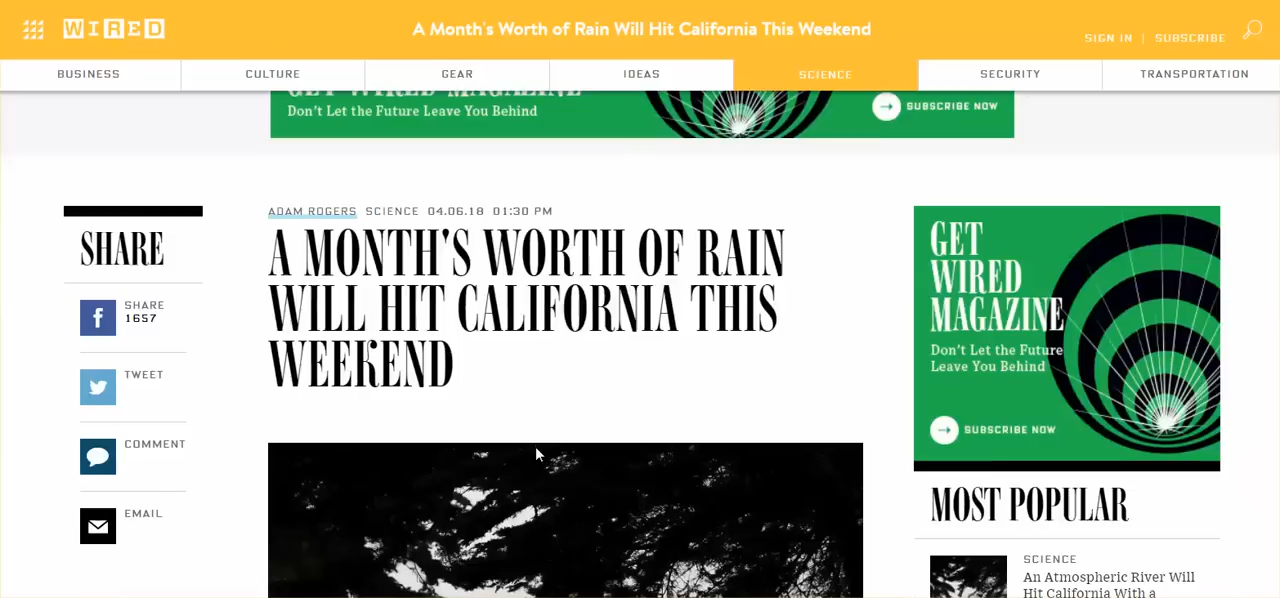 WIRED
A Month's Worth of Rain Will Hit California This Weekend
SIGN IN | SUBSCRIBE
BUSINESS
CULTURE
GEAR
IDEAS
SCIENCE
SECURITY
TRANSPORTATION
GET WIRED MAGAZINE
Don't Let the Future Leave You Behind
SUBSCRIBE NOW
SHARE
SHARE
1657
TWEET
COMMENT
EMAIL
ADAM ROGERS SCIENCE 04.06.18 01:30 PM
A MONTH'S WORTH OF RAIN
WILL HIT CALIFORNIA THIS
WEEKEND
GET
WIRED
MAGAZINE
Don't Let the Future
Leave You Behind
SUBSCRIBE NOW
MOST POPULAR
SCIENCE
An Atmospheric River Will
Hit California With a